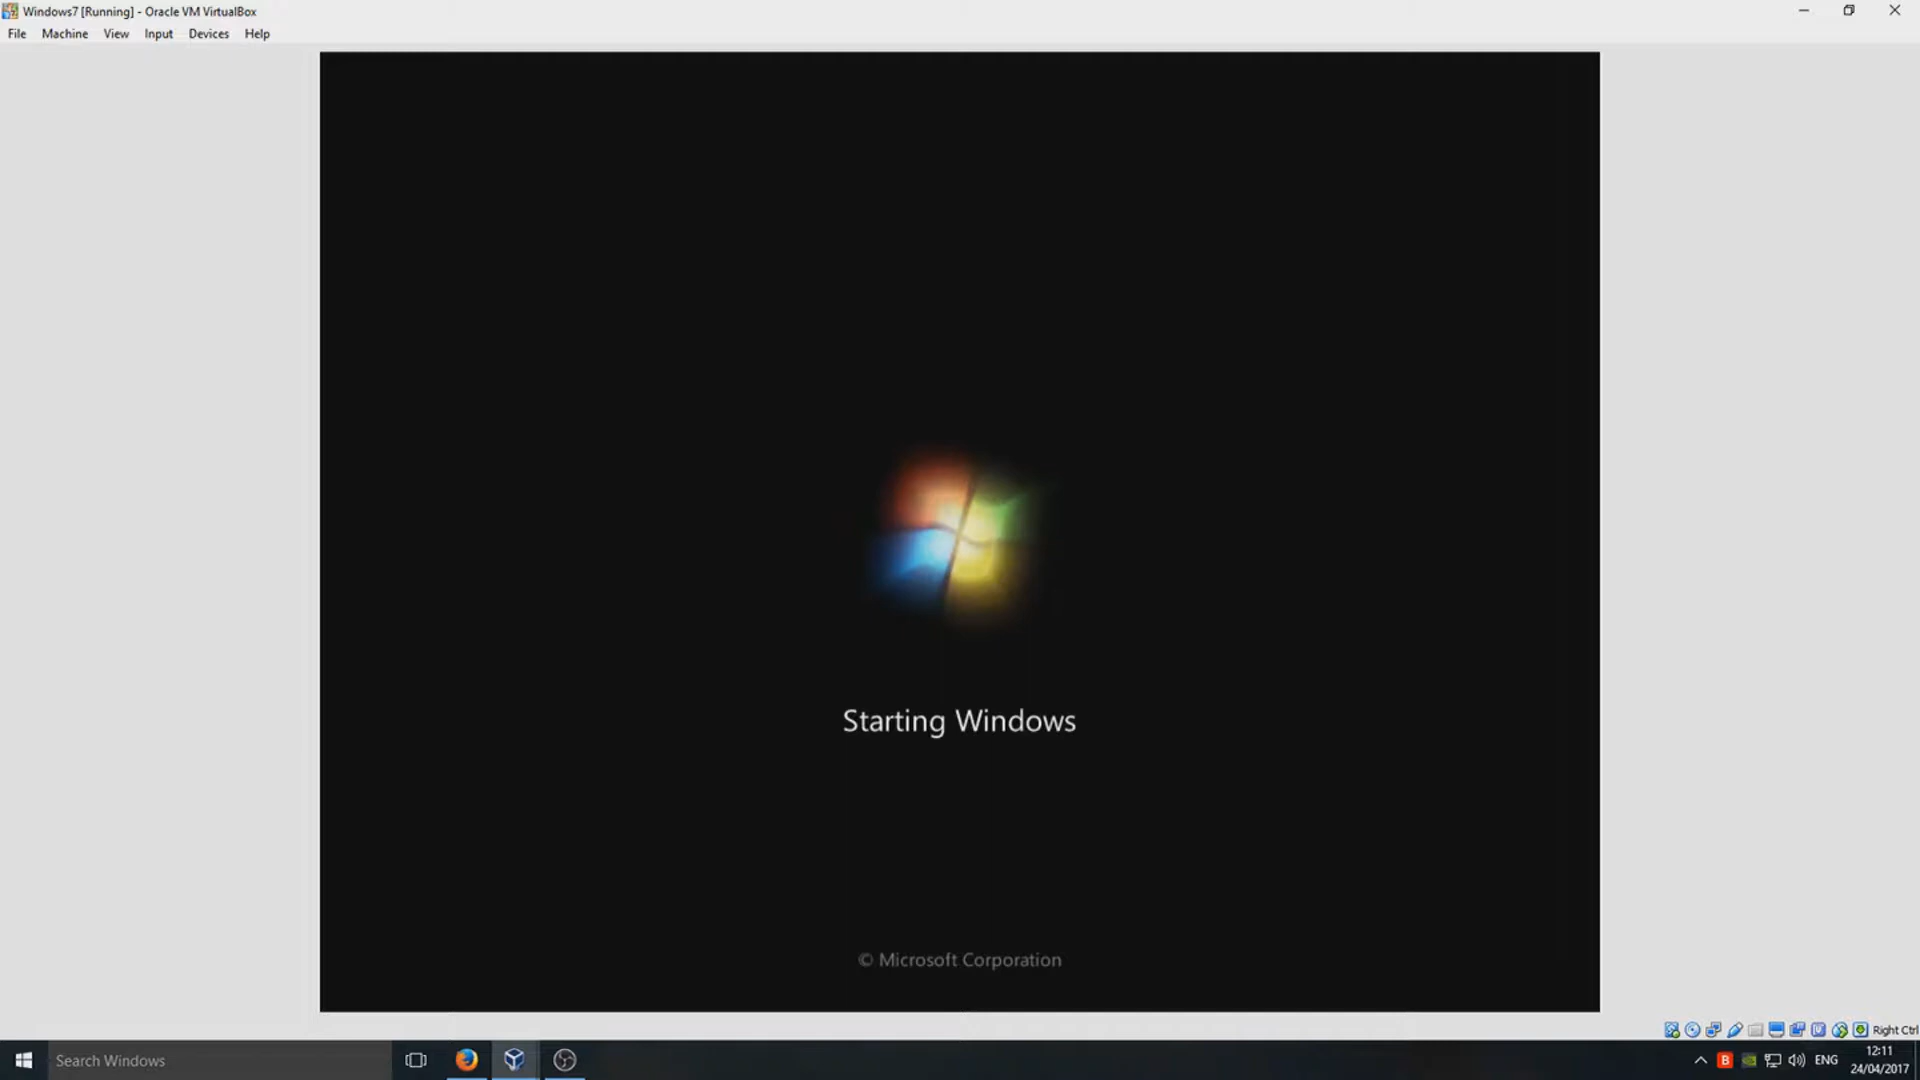 Windows7 [Running] - Oracle VM VirtualBox
File Machine View Input Devices Help
Starting Windows
© Microsoft Corporation
Right Ctrl
Search Windows
B
ENG
12:11
24/04/2017